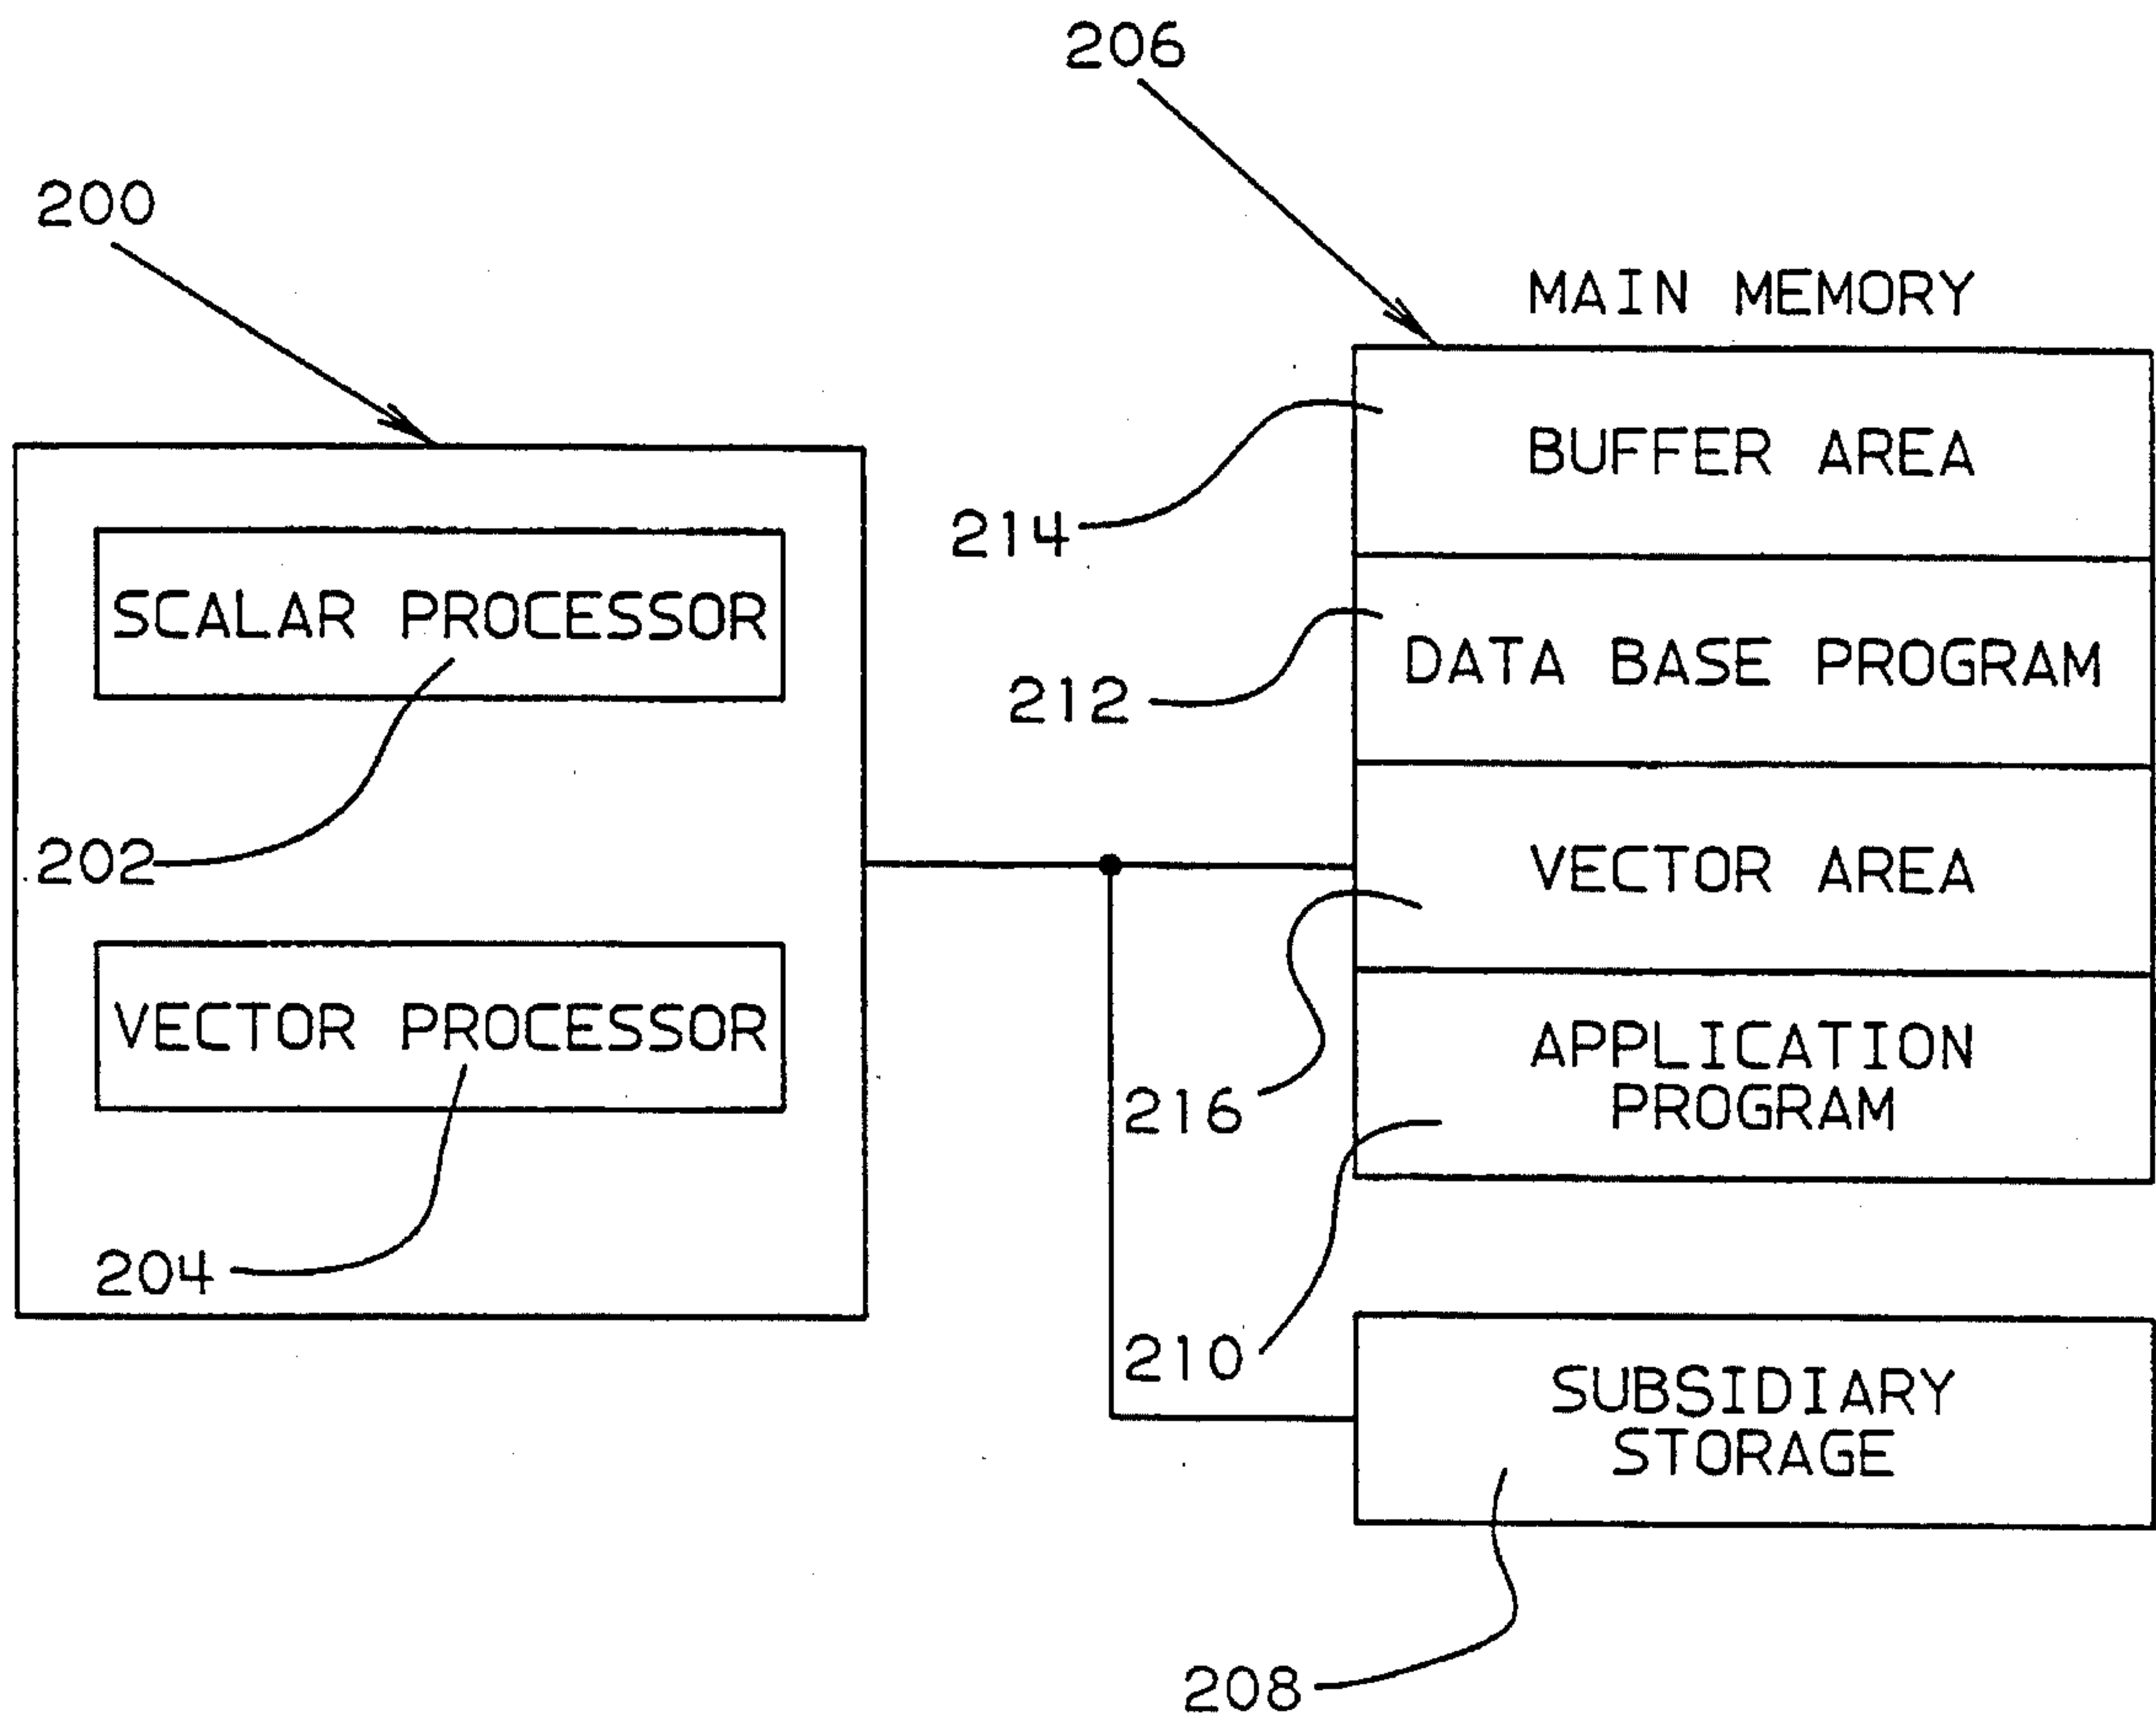 206
200
MAIN MEMORY
BUFFER AREA
214
SCALAR PROCESSOR
DATA BASE PROGRAM
212
202
VECTOR AREA
VECTOR PROCESSOR
APPLICATION
PROGRAM
216
204
210
SUBSIDIARY
STORAGE
208